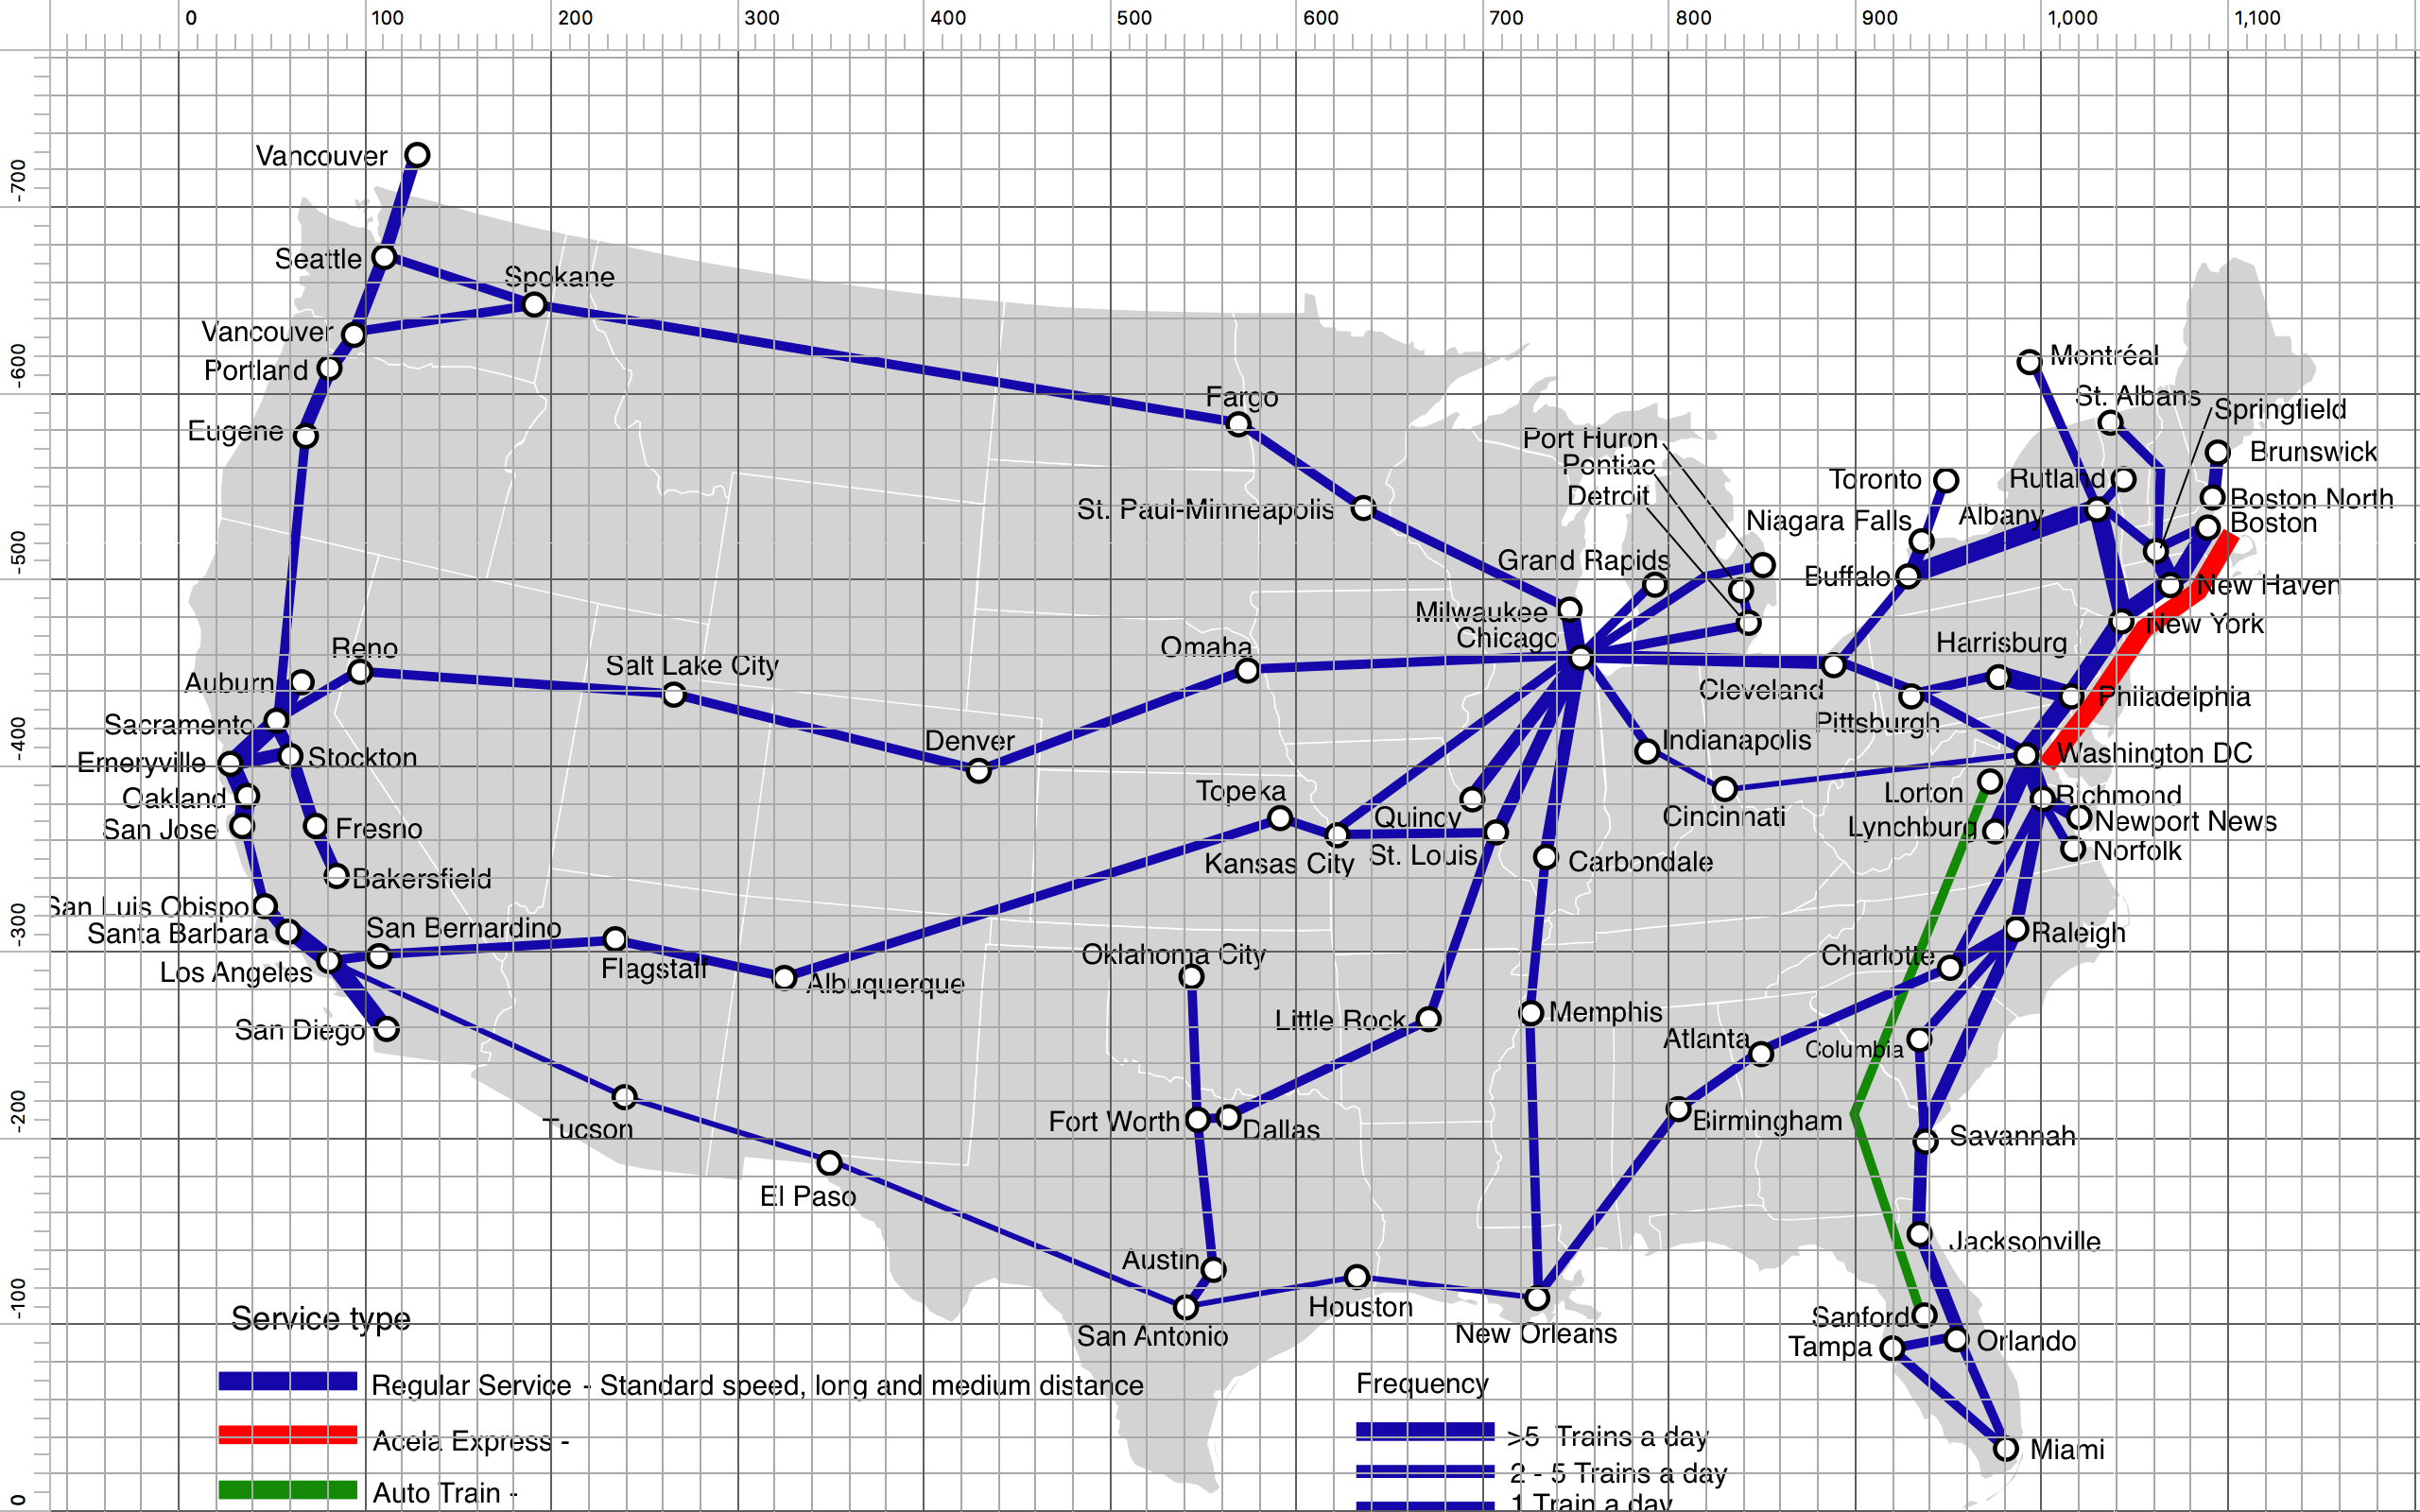 0 100 200 300 400 500 600 700 800 900 1,000 1,100
-700
-600
-500
-400
-300
-200
-100
0
Vancouver
Seattle
Spokane
Vancouver
Portland
Eugene
Fargo
St. Paul-Minneapolis
Montréal
St. Albans
Springfield
Port Huron
Pontiac
Detroit
Toronto
Rutland
Brunswick
Boston North
Boston
Niagara Falls
Albany
Grand Rapids
Buffalo
New Haven
Milwaukee
Chicago
New York
Harrisburg
Reno
Auburn
Salt Lake City
Omaha
Cleveland
Philadelphia
Pittsburgh
Sacramento
Emeryville
Stockton
Denver
Indianapolis
Washington DC
Oakland
San Jose
Fresno
Topeka
Quincy
Cincinnati
Lorton
Richmond
Newport News
Lynchburg
Norfolk
Kansas City
St. Louis
Carbondale
Bakersfield
San Luis Obispo
Santa Barbara
San Bernardino
Los Angeles
Flagstaff
Albuquerque
Oklahoma City
Charlotte
Raleigh
San Diego
Little Rock
Memphis
Atlanta
Columbia
Tucson
Fort Worth
Dallas
Birmingham
Savannah
El Paso
Austin
Jacksonville
Houston
San Antonio
New Orleans
Sanford
Tampa
Orlando
Miami
Service type
Regular Service - Standard speed, long and medium distance
Acela Express -
Auto Train -
Frequency
>5 Trains a day
2 - 5 Trains a day
1 Train a day